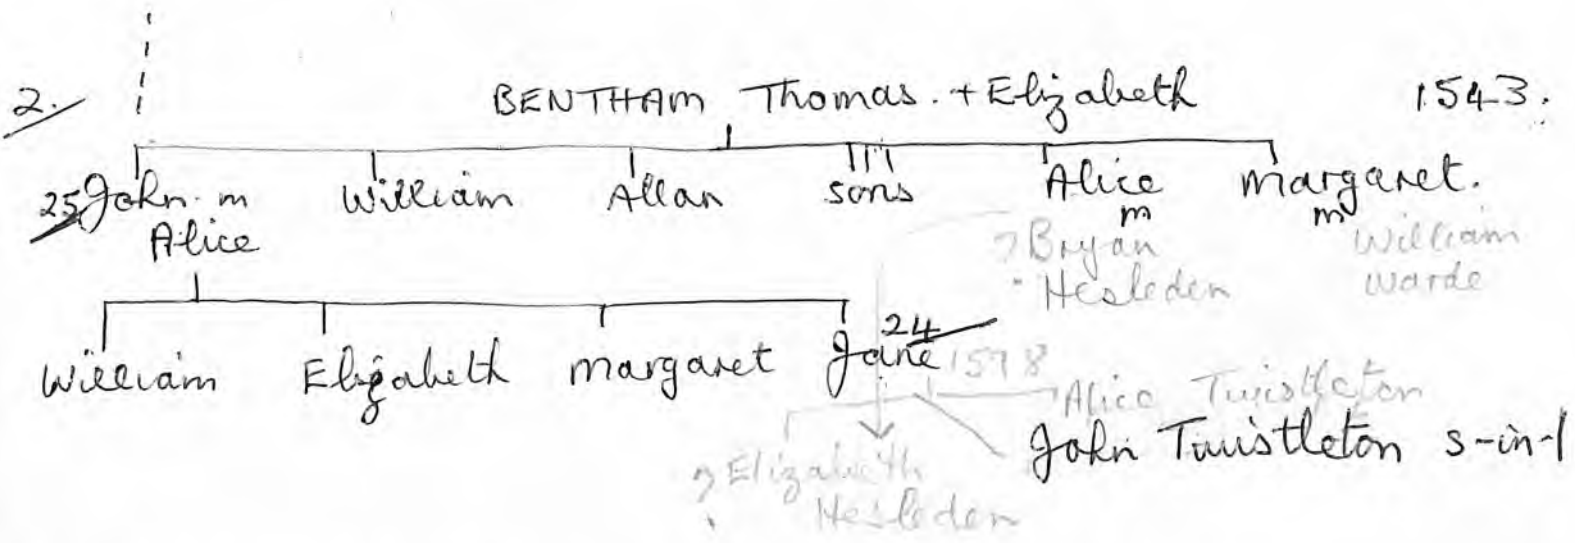 2. BENTHAM Thomas. + Elizabeth 1543.
25 John m William Allan sons Alice margaret.
Alice m m
? Bryan William
Hesleden Warde
24
William Elizabeth margaret Jane 1578
Alice Twistleton
John Twistleton s-in-l
? Elizabeth
Hesleden